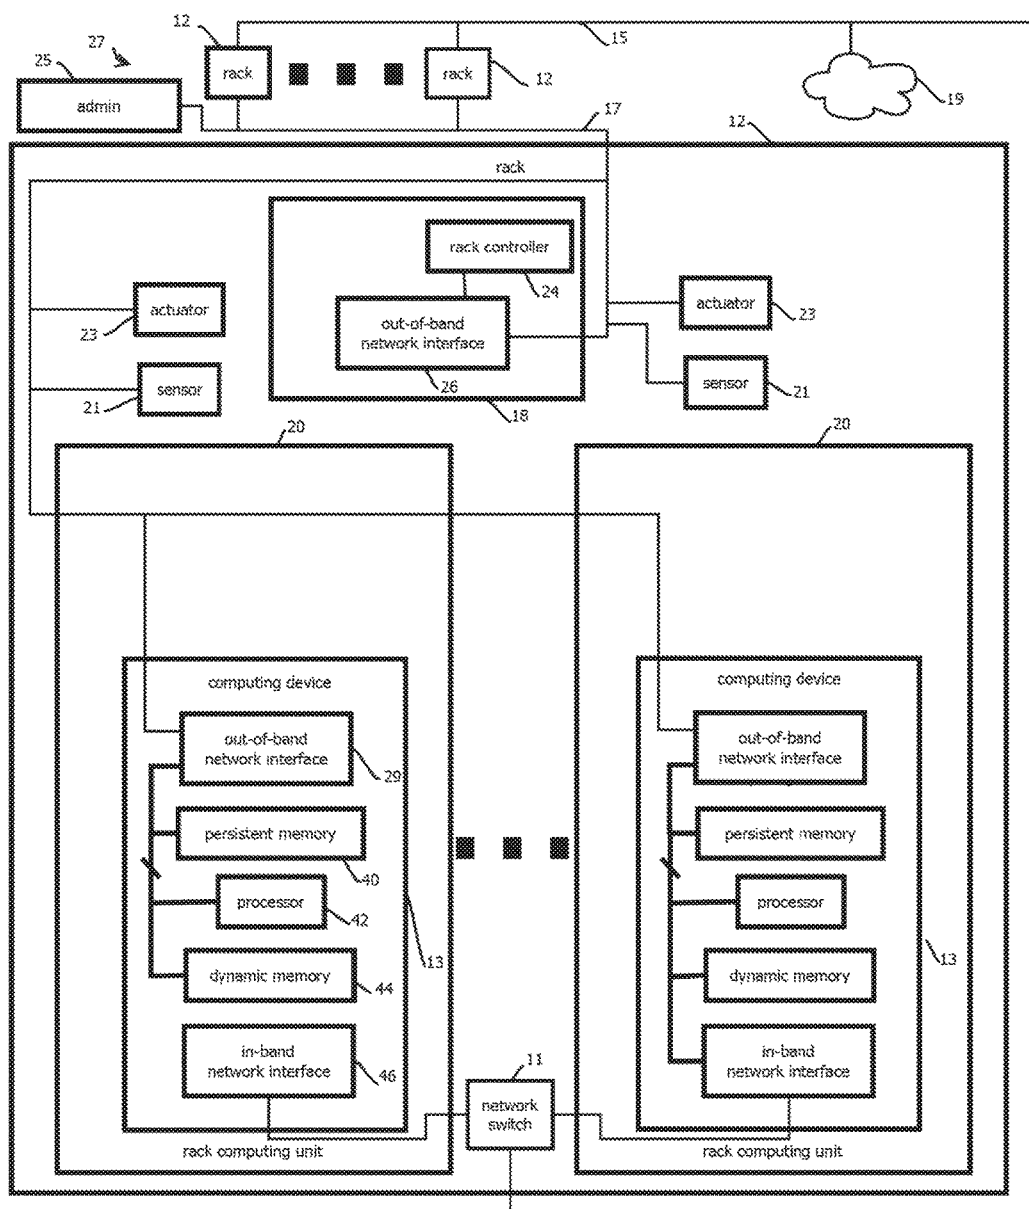 12
15
27
25
rack
rack
12
admin
19
17
12
rack
rack controller
24
actuator
23
out-of-band
network interface
26
actuator
23
sensor
21
sensor
21
18
20
20
computing device
out-of-band
network interface
29
persistent memory
40
processor
42
13
dynamic memory
44
in-band
network interface
46
rack computing unit
11
network
switch
computing device
out-of-band
network interface
persistent memory
processor
13
dynamic memory
in-band
network interface
rack computing unit